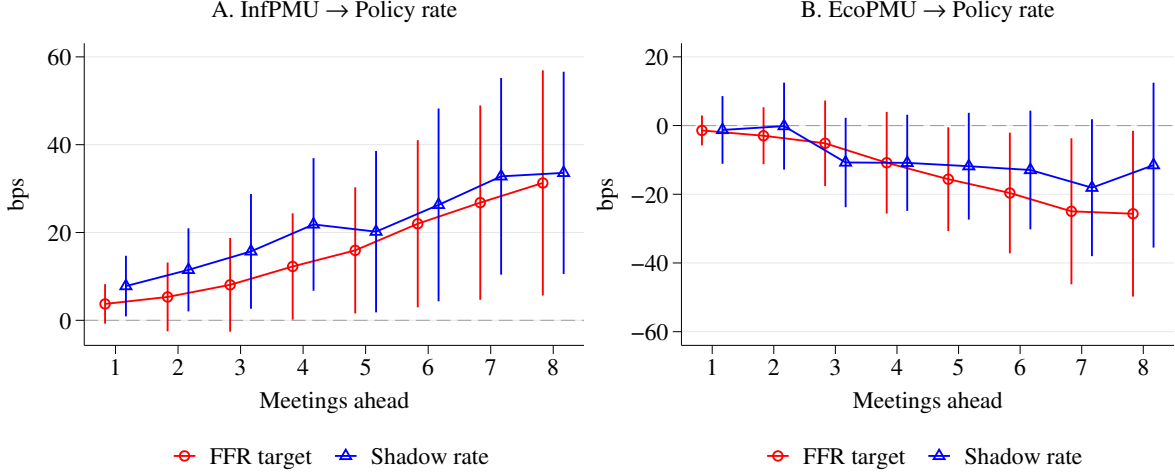 A. InfPMU → Policy rate
60
40
20
0
bps
1 2 3 4 5 6 7 8
Meetings ahead
FFR target Shadow rate
B. EcoPMU → Policy rate
20
0
−20
−40
−60
bps
1 2 3 4 5 6 7 8
Meetings ahead
FFR target Shadow rate